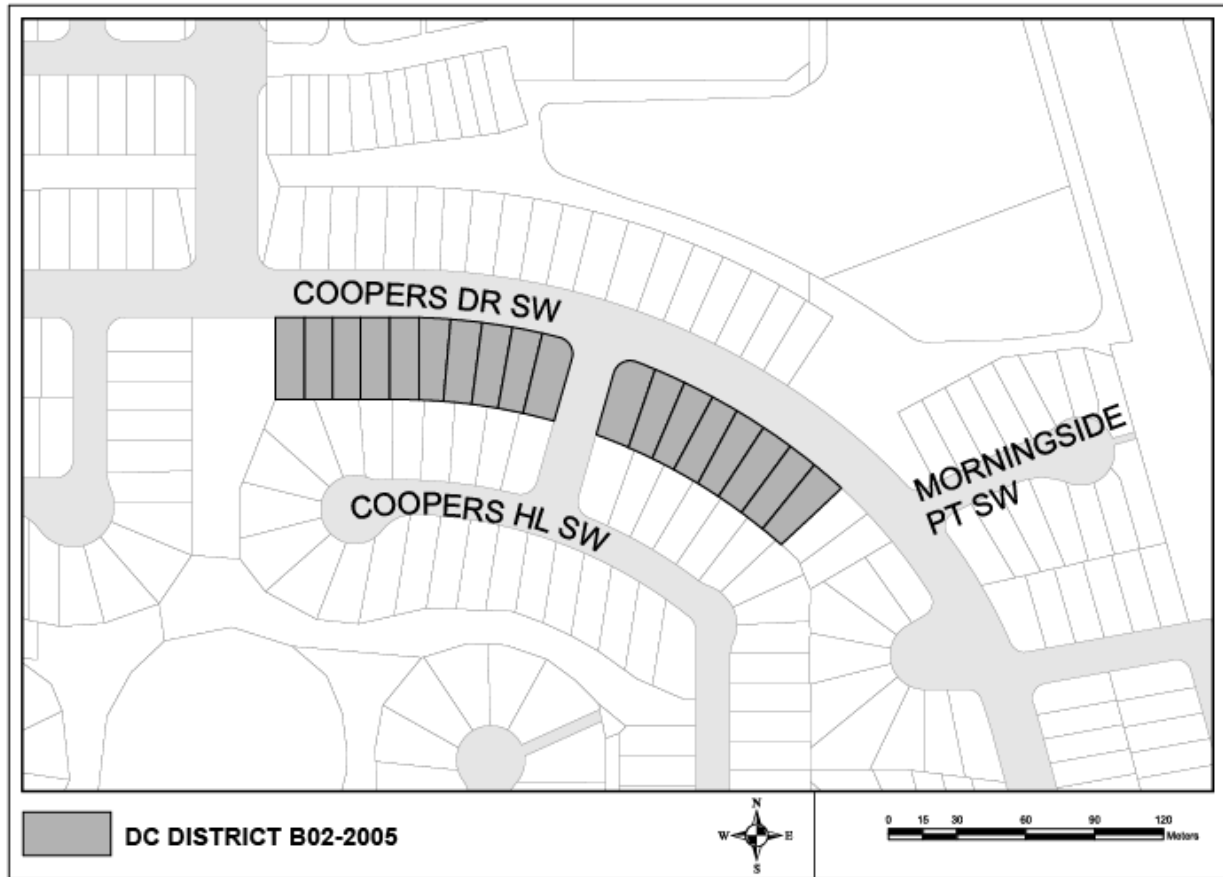 COOPERS DR SW
MORNINGSIDE
PT SW
COOPERS HL SW
DC DISTRICT B02-2005
N
W E
S
0 15 30 60 90 120
Meters